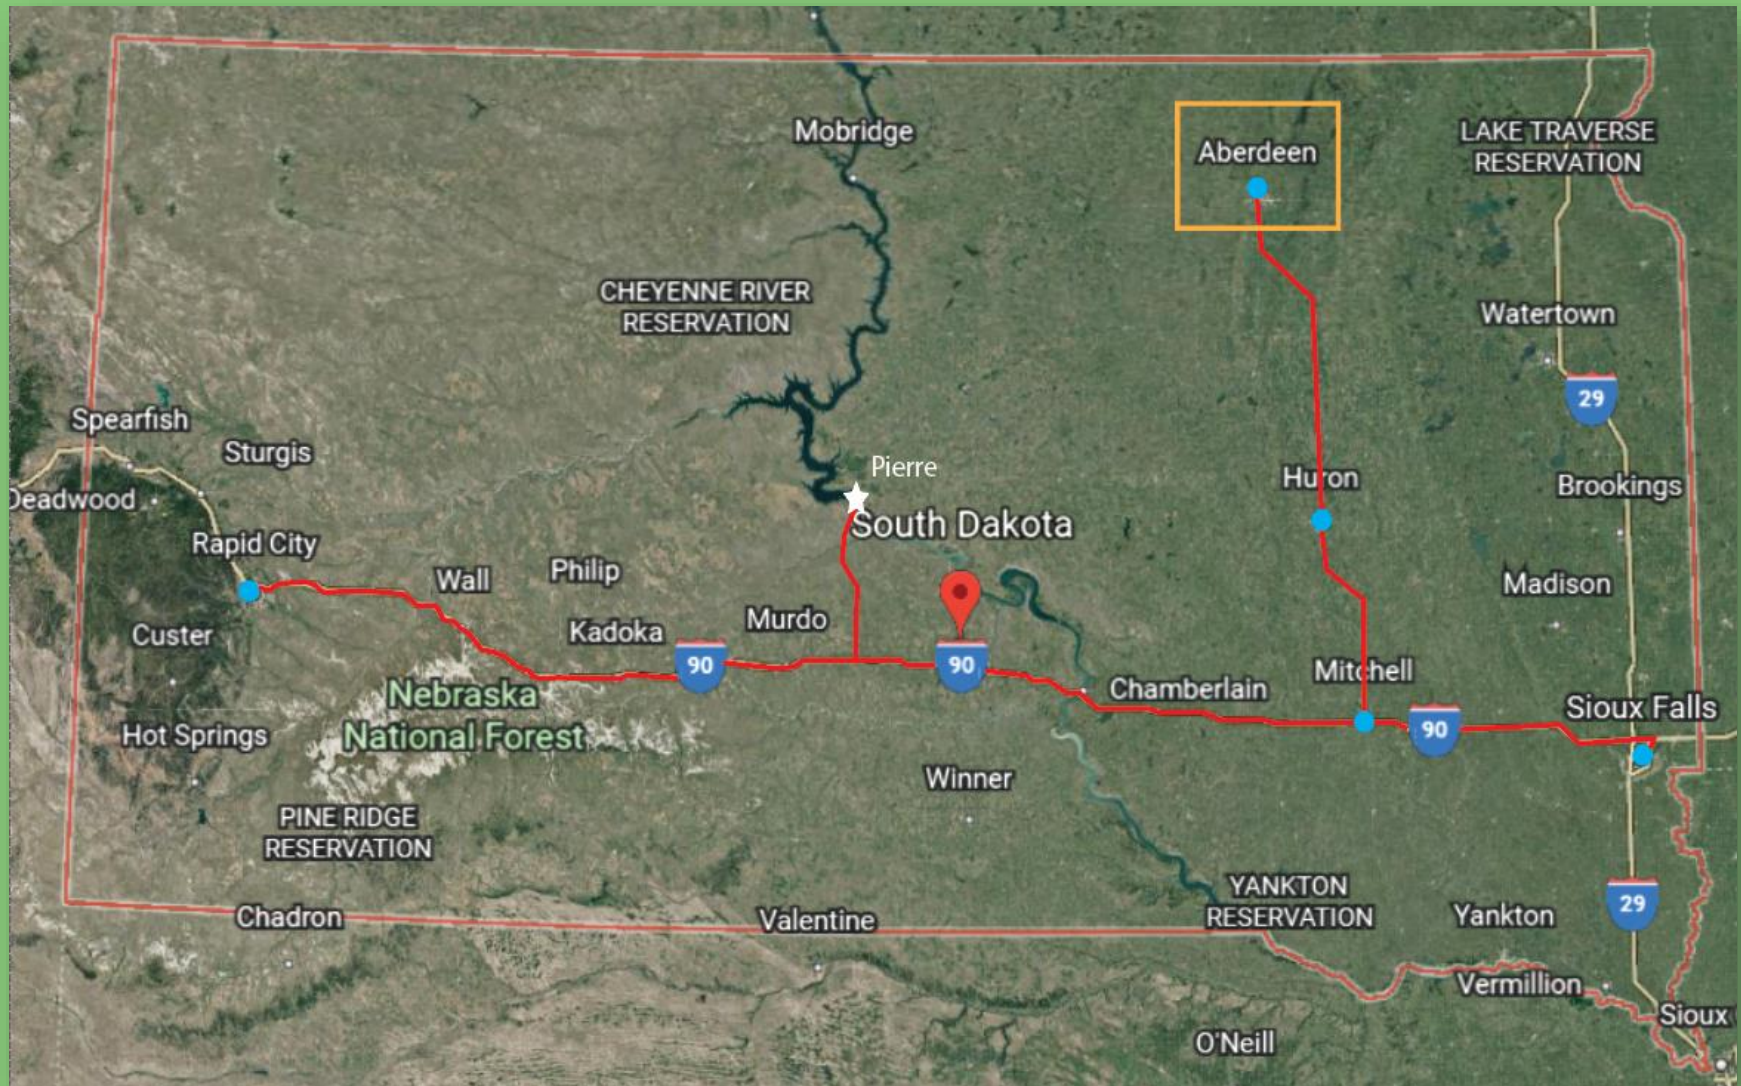 Mobridge
Aberdeen
LAKE TRAVERSE
RESERVATION
CHEYENNE RIVER
RESERVATION
Watertown
29
Spearfish
Sturgis
Pierre
Huron
Brookings
Deadwood
South Dakota
Rapid City
Wall
Philip
Madison
Custer
Kadoka
Murdo
90
90
Mitchell
Chamberlain
Nebraska
National Forest
Sioux Falls
90
Hot Springs
Winner
PINE RIDGE
RESERVATION
YANKTON
RESERVATION
29
Chadron
Valentine
Yankton
Vermillion
Sioux
O'Neill